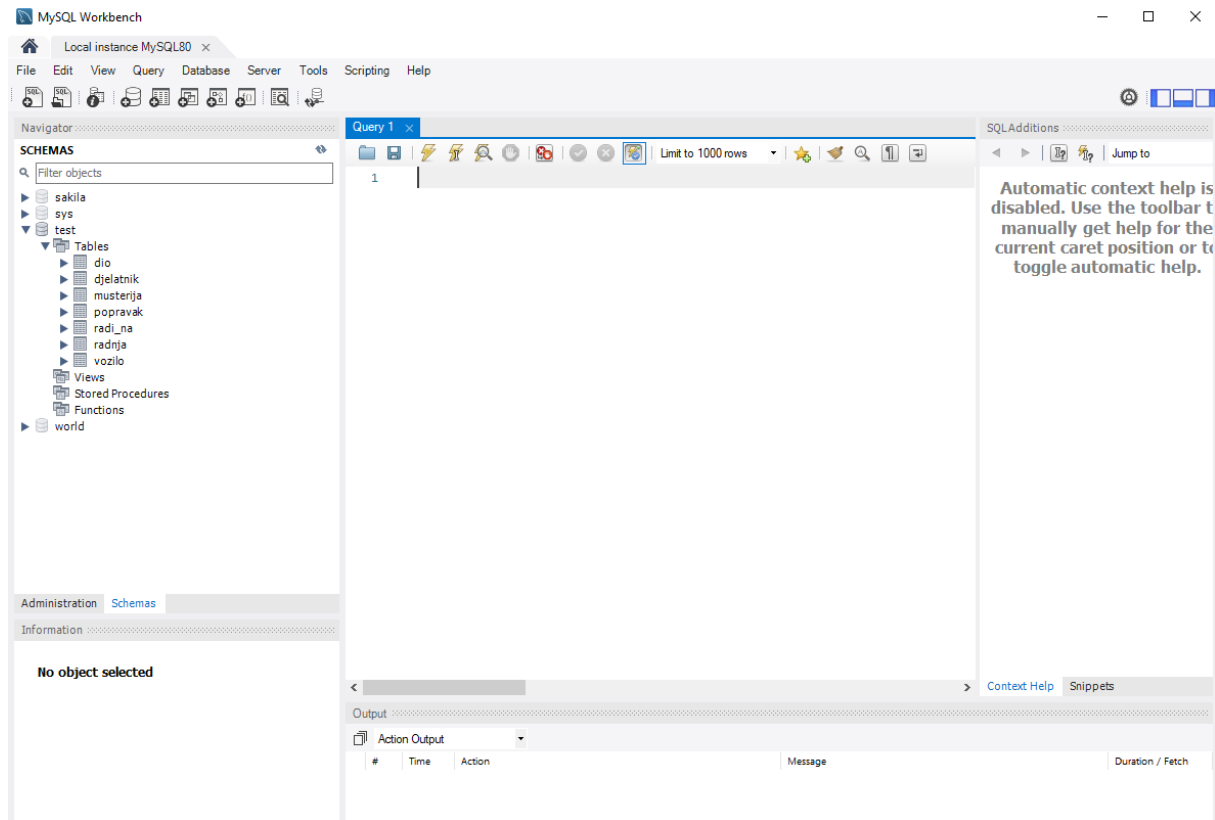 MySQL Workbench
Local instance MySQL80
File Edit View Query Database Server Tools Scripting Help
Navigator
SCHEMAS
Filter objects
sakila
sys
test
Tables
dio
djelatnik
musterija
popravak
radi_na
radnja
vozilo
Views
Stored Procedures
Functions
world
Administration Schemas
Information
No object selected
Query 1
Limit to 1000 rows
1
SQLAdditions
Jump to
Automatic context help is
disabled. Use the toolbar t
manually get help for the
current caret position or to
toggle automatic help.
Context Help Snippets
Output
Action Output
# Time Action Message Duration / Fetch